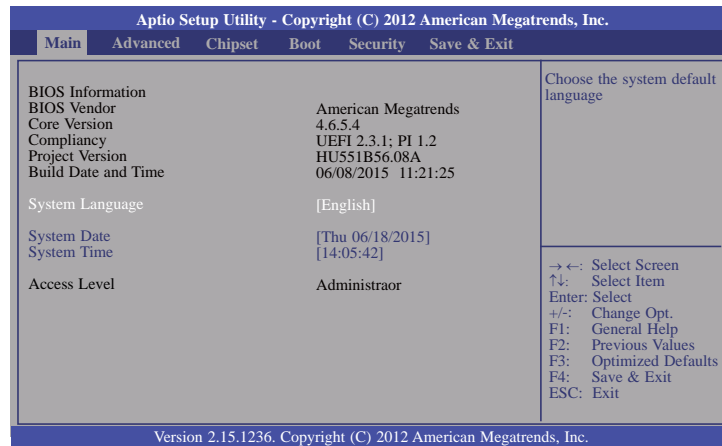 Aptio Setup Utility - Copyright (C) 2012 American Megatrends, Inc.
Main Advanced Chipset Boot Security Save & Exit
BIOS Information
BIOS Vendor American Megatrends
Core Version 4.6.5.4
Compliancy UEFI 2.3.1; PI 1.2
Project Version HU551B56.08A
Build Date and Time 06/08/2015 11:21:25
System Language [English]
System Date [Thu 06/18/2015]
System Time [14:05:42]
Access Level Administraor
Choose the system default
language
→←: Select Screen
↑↓: Select Item
Enter: Select
+/-: Change Opt.
F1: General Help
F2: Previous Values
F3: Optimized Defaults
F4: Save & Exit
ESC: Exit
Version 2.15.1236. Copyright (C) 2012 American Megatrends, Inc.